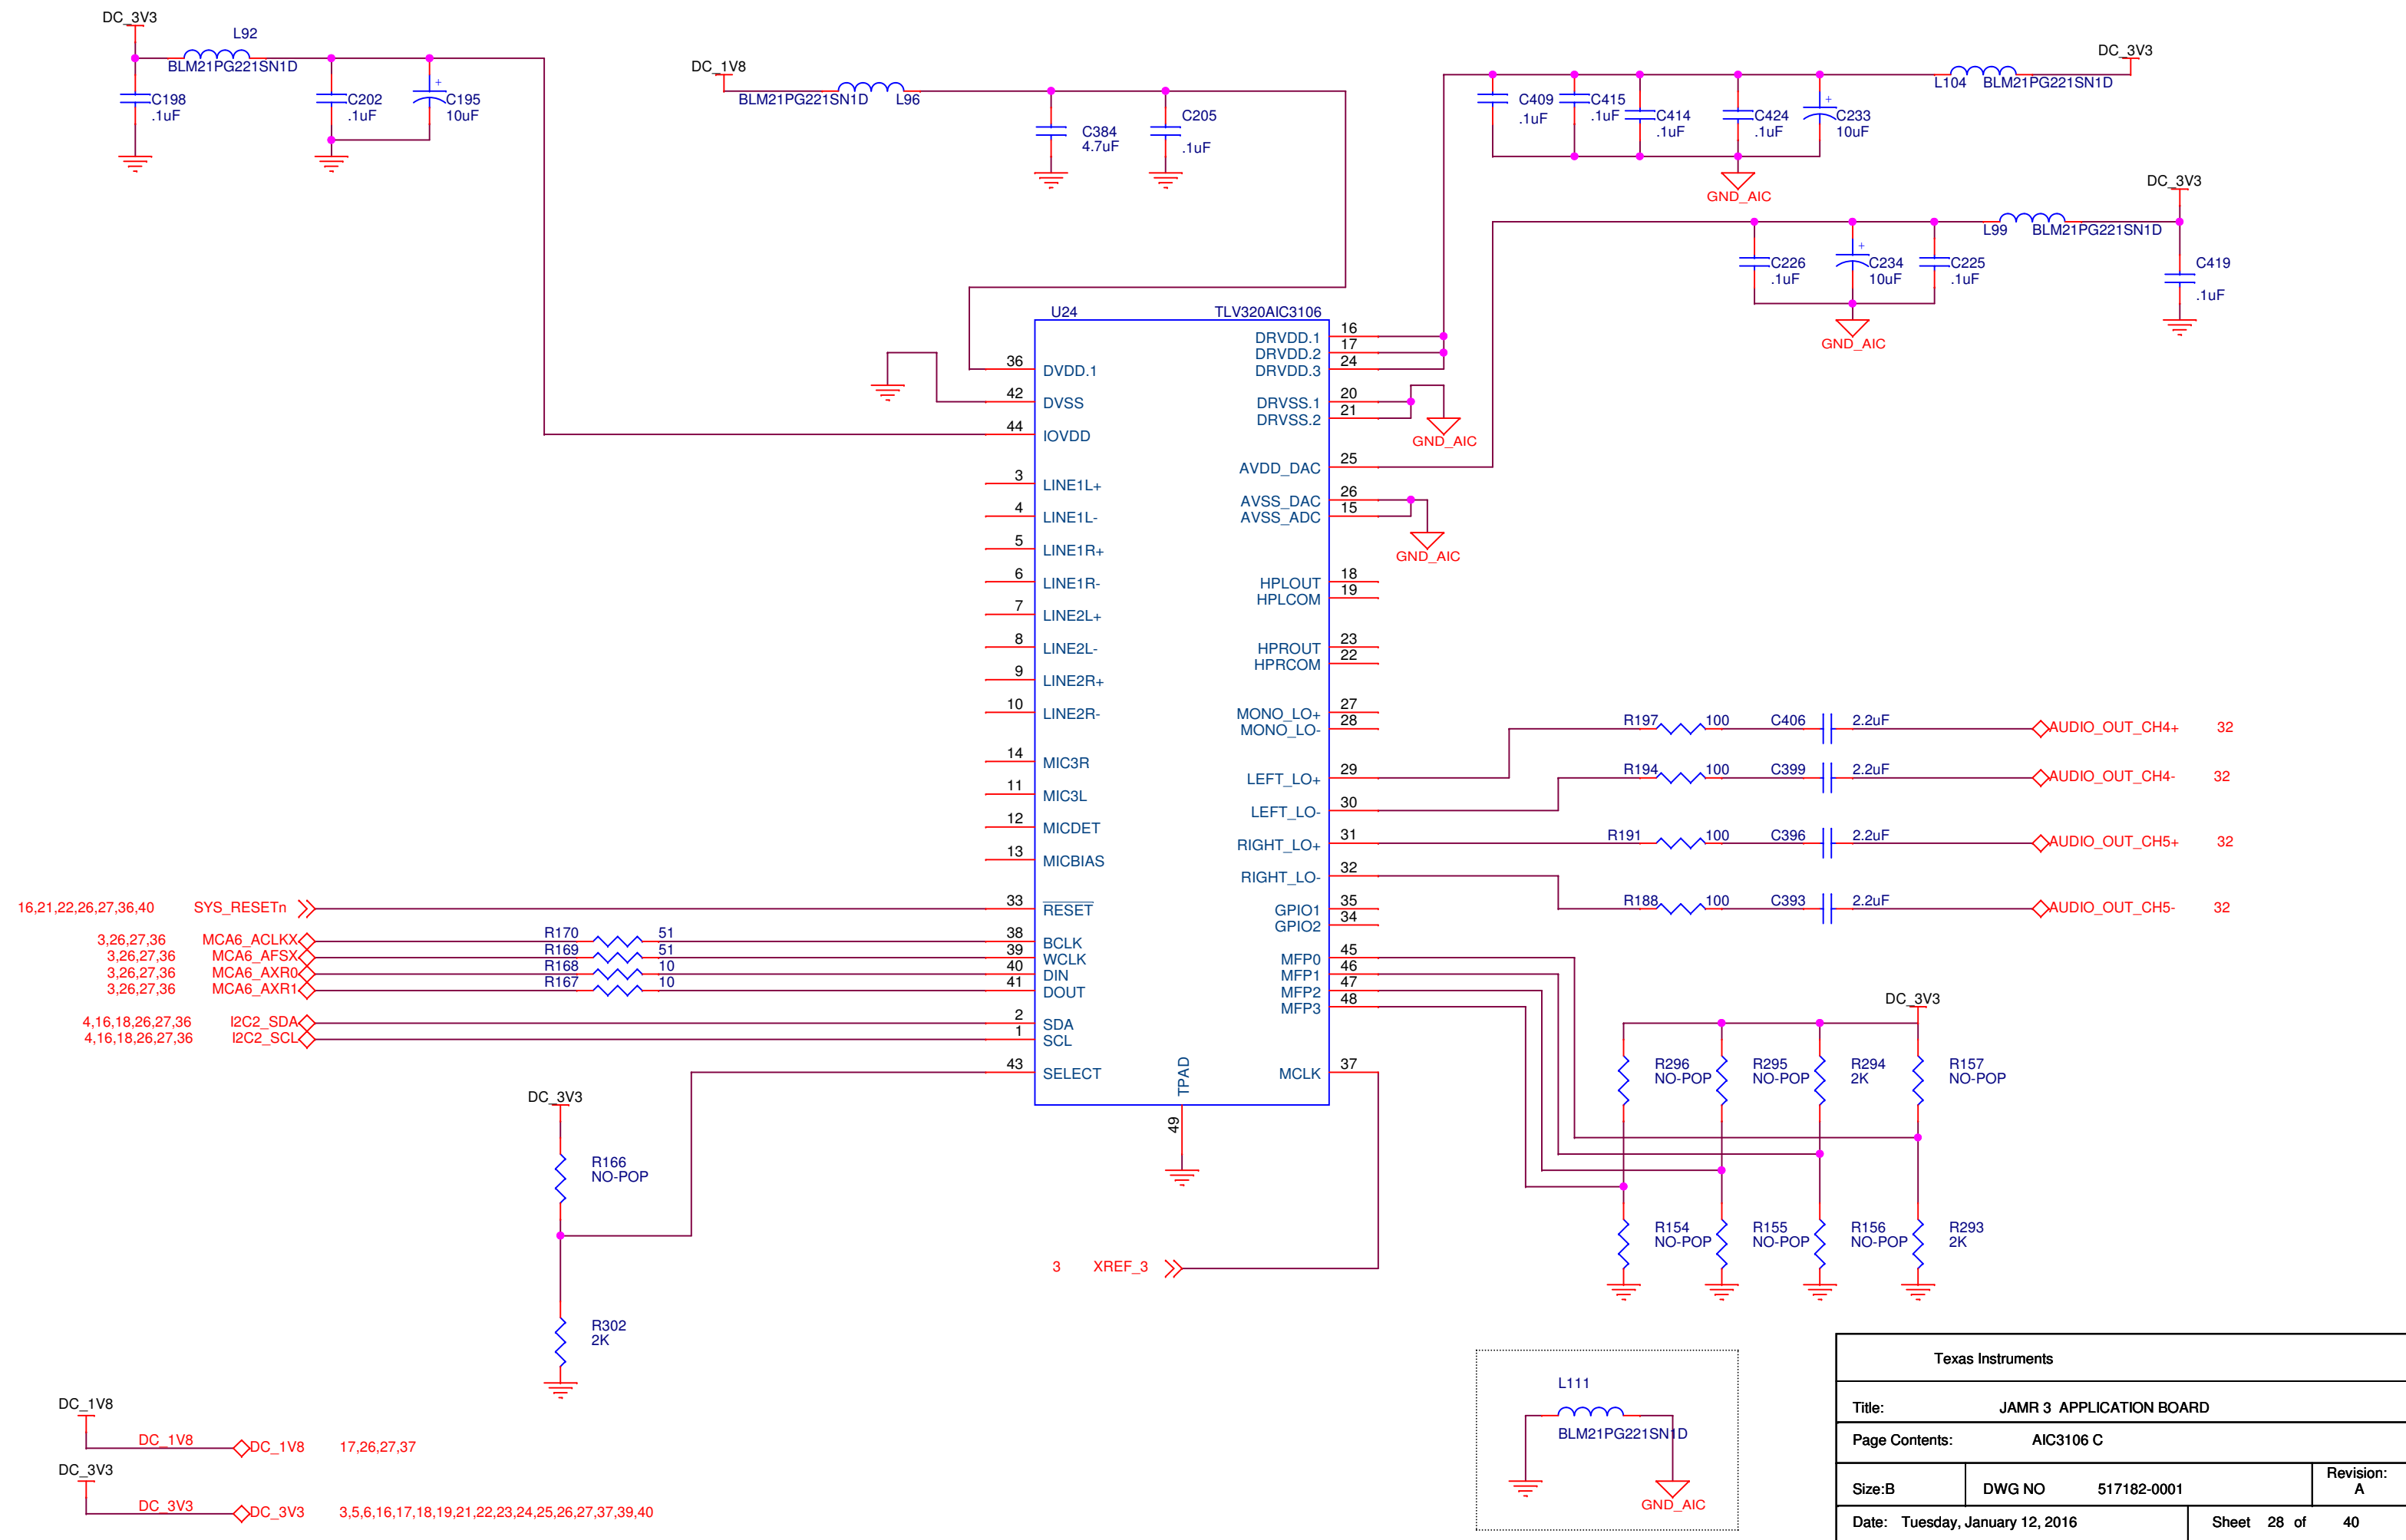 DC_3V3
L92
BLM21PG221SN1D
C198
.1uF
C202
.1uF
C195
10uF
DC_1V8
BLM21PG221SN1D L96
C384
4.7uF
C205
.1uF
DC_3V3
L104 BLM21PG221SN1D
C409
.1uF
C415
.1uF
C414
.1uF
C424
.1uF
C233
10uF
GND_AIC
DC_3V3
L99 BLM21PG221SN1D
C226
.1uF
C234
10uF
C225
.1uF
C419
.1uF
GND_AIC
U24 TLV320AIC3106
36 DVDD.1
42 DVSS
44 IOVDD
3 LINE1L+
4 LINE1L-
5 LINE1R+
6 LINE1R-
7 LINE2L+
8 LINE2L-
9 LINE2R+
10 LINE2R-
14 MIC3R
11 MIC3L
12 MICDET
13 MICBIAS
33 RESET
38 BCLK
39 WCLK
40 DIN
41 DOUT
2 SDA
1 SCL
43 SELECT
TPAD
49
DRVDD.1 16
DRVDD.2 17
DRVDD.3 24
DRVSS.1 20
DRVSS.2 21
GND_AIC
AVDD_DAC 25
AVSS_DAC 26
AVSS_ADC 15
GND_AIC
HPLOUT 18
HPLCOM 19
HPROUT 23
HPRCOM 22
MONO_LO+ 27
MONO_LO- 28
LEFT_LO+ 29
LEFT_LO- 30
RIGHT_LO+ 31
RIGHT_LO- 32
GPIO1 35
GPIO2 34
MFP0 45
MFP1 46
MFP2 47
MFP3 48
MCLK 37
R197 100 C406 2.2uF AUDIO_OUT_CH4+ 32
R194 100 C399 2.2uF AUDIO_OUT_CH4- 32
R191 100 C396 2.2uF AUDIO_OUT_CH5+ 32
R188 100 C393 2.2uF AUDIO_OUT_CH5- 32
16,21,22,26,27,36,40 SYS_RESETn
3,26,27,36 MCA6_ACLKX R170 51
3,26,27,36 MCA6_AFSX R169 51
3,26,27,36 MCA6_AXR0 R168 10
3,26,27,36 MCA6_AXR1 R167 10
4,16,18,26,27,36 I2C2_SDA
4,16,18,26,27,36 I2C2_SCL
DC_3V3
R166
NO-POP
R302
2K
3 XREF_3
DC_3V3
R296
NO-POP
R295
NO-POP
R294
2K
R157
NO-POP
R154
NO-POP
R155
NO-POP
R156
NO-POP
R293
2K
L111
BLM21PG221SN1D
GND_AIC
DC_1V8
DC_1V8 DC_1V8 17,26,27,37
DC_3V3
DC_3V3 DC_3V3 3,5,6,16,17,18,19,21,22,23,24,25,26,27,37,39,40
Texas Instruments
Title: JAMR 3 APPLICATION BOARD
Page Contents: AIC3106 C
Size:B DWG NO 517182-0001 Revision: A
Date: Tuesday, January 12, 2016 Sheet 28 of 40